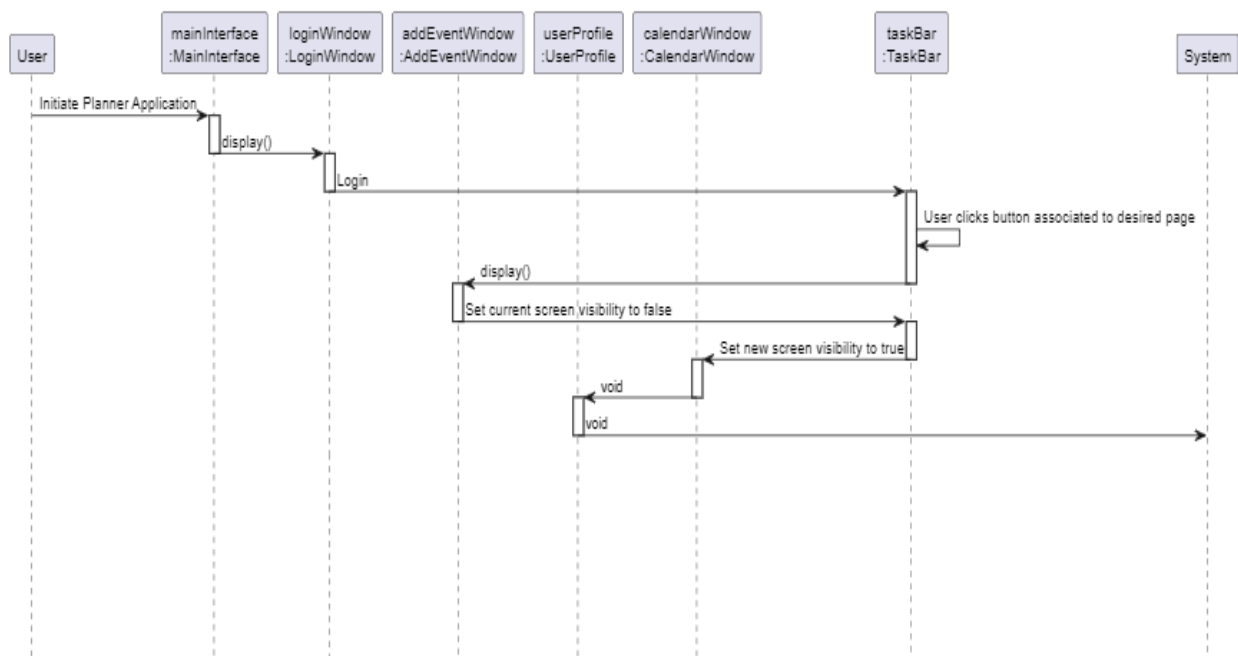 User
mainInterface
:MainInterface
loginWindow
:LoginWindow
addEventWindow
:AddEventWindow
userProfile
:UserProfile
calendarWindow
:CalendarWindow
taskBar
:TaskBar
System
Initiate Planner Application
display()
Login
User clicks button associated to desired page
display()
Set current screen visibility to false
Set new screen visibility to true
void
void